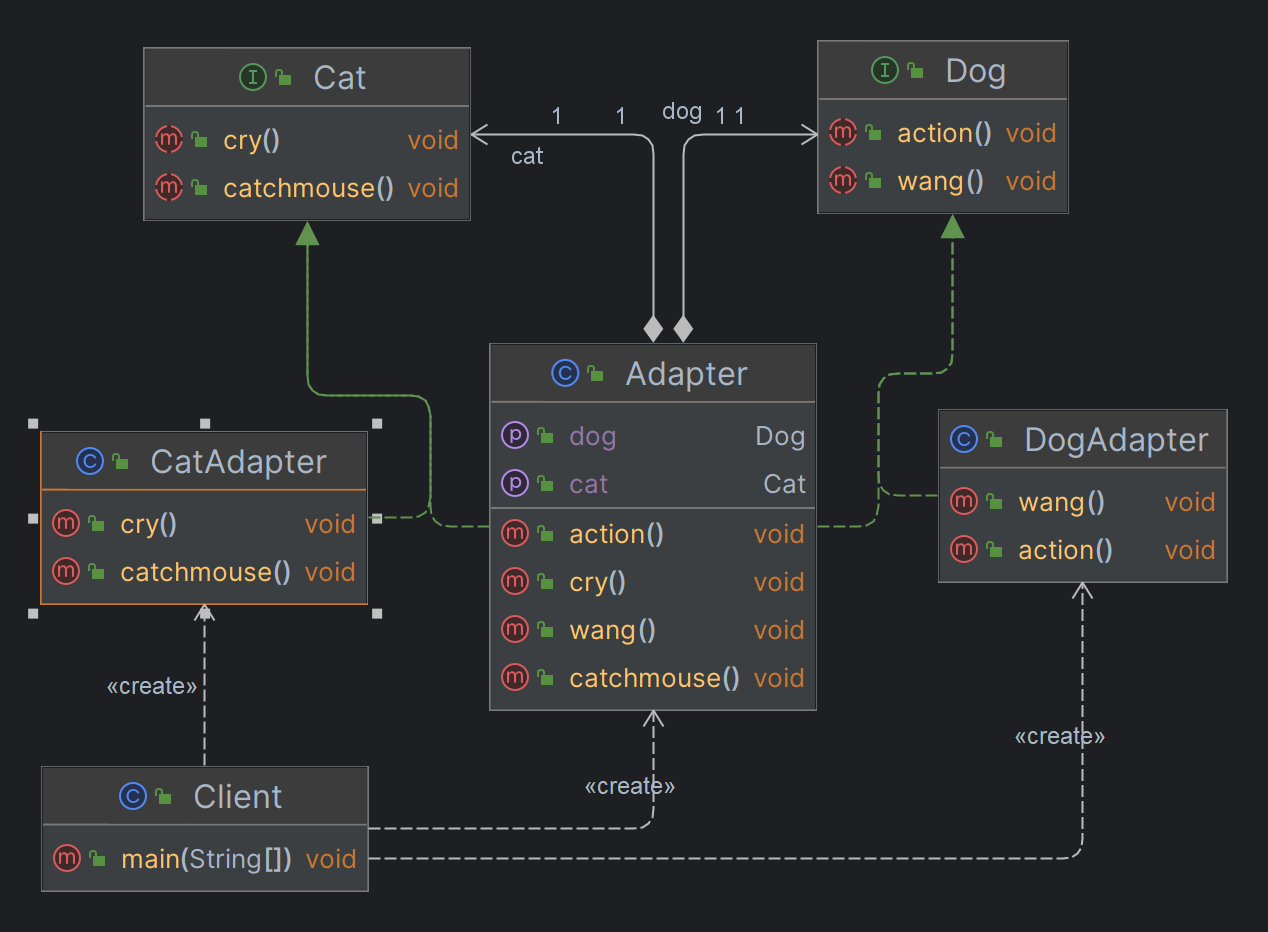 I Cat
m cry() void
m catchmouse() void
1 1
cat
dog 1 1
I Dog
m action() void
m wang() void
C CatAdapter
m cry() void
m catchmouse() void
C Adapter
p dog Dog
p cat Cat
m action() void
m cry() void
m wang() void
m catchmouse() void
C DogAdapter
m wang() void
m action() void
«create»
«create»
«create»
C Client
m main(String[]) void